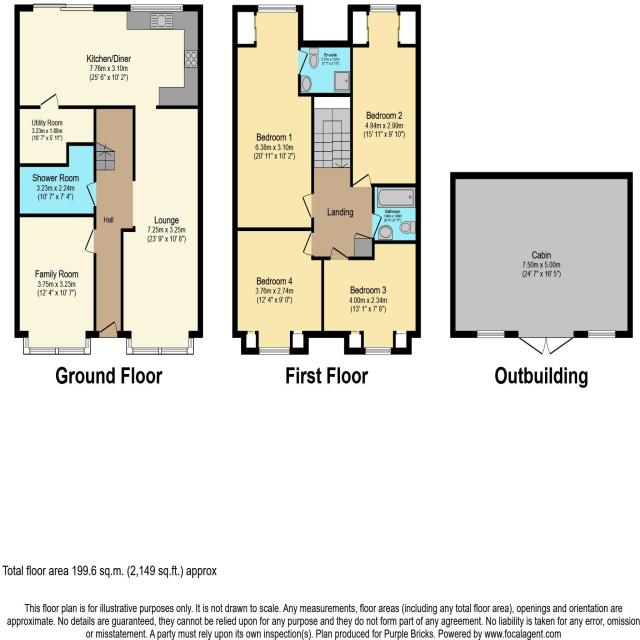 Kitchen/Diner
7.76m x 3.10m
(25' 6" x 10' 2")
Utility Room
3.23m x 1.80m
(10' 7" x 5' 11")
Shower Room
3.23m x 2.24m
(10' 7" x 7' 4")
Hall
Lounge
7.25m x 3.25m
(23' 9" x 10' 8")
Family Room
3.75m x 3.23m
(12' 4" x 10' 7")
Ground Floor
En-suite
Bedroom 1
6.38m x 3.10m
(20' 11" x 10' 2")
Bedroom 2
4.84m x 2.99m
(15' 11" x 9' 10")
Landing
Bathroom
Bedroom 4
3.76m x 2.74m
(12' 4" x 9' 0")
Bedroom 3
4.00m x 2.34m
(13' 1" x 7' 8")
First Floor
Cabin
7.50m x 5.00m
(24' 7" x 16' 5")
Outbuilding
Total floor area 199.6 sq.m. (2,149 sq.ft.) approx
This floor plan is for illustrative purposes only. It is not drawn to scale. Any measurements, floor areas (including any total floor area), openings and orientation are
approximate. No details are guaranteed, they cannot be relied upon for any purpose and they do not form part of any agreement. No liability is taken for any error, omission
or misstatement. A party must rely upon its own inspection(s). Plan produced for Purple Bricks. Powered by www.focalagent.com